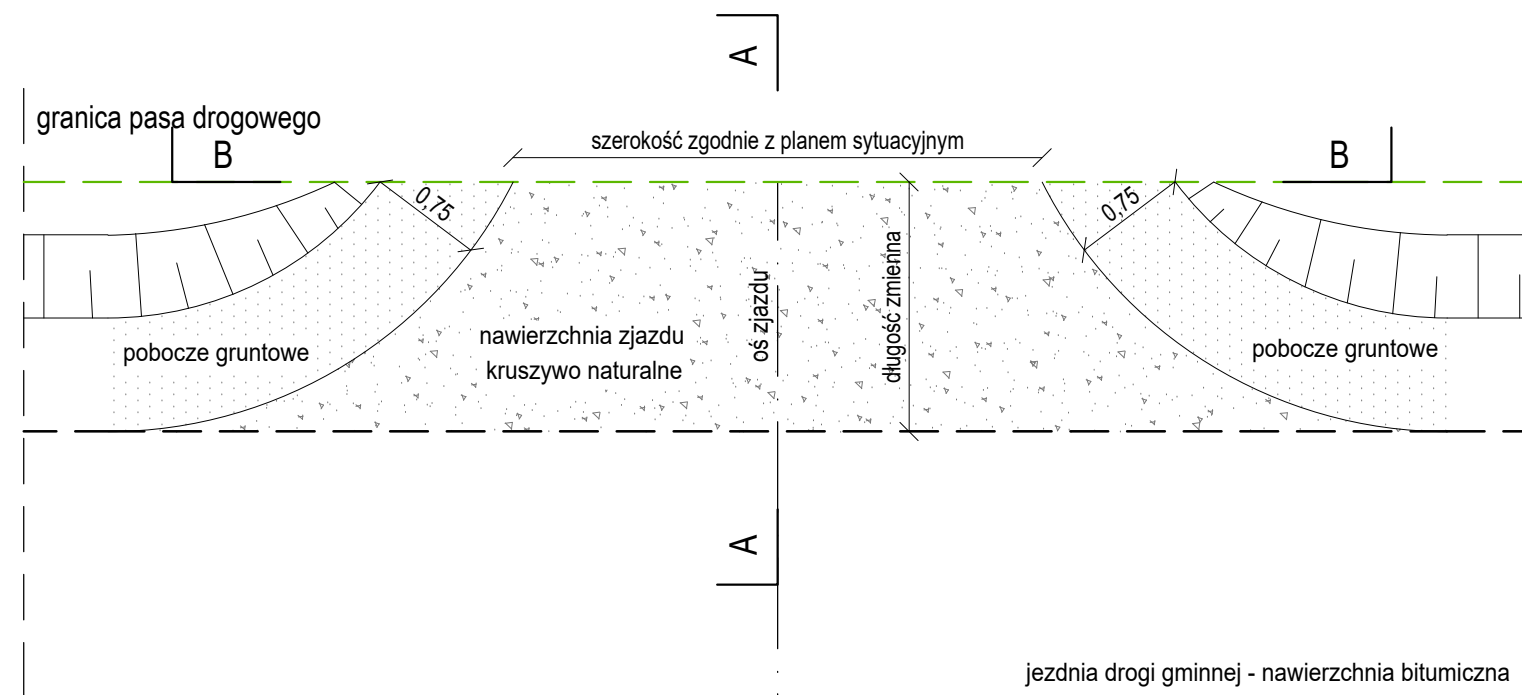 A
granica pasa drogowego
szerokość zgodnie z planem sytuacyjnym
B
B
0,75
0,75
oś zjazdu
długość zmienna
nawierzchnia zjazdu
kruszywo naturalne
pobocze gruntowe
pobocze gruntowe
A
jezdnia drogi gminnej - nawierzchnia bitumiczna